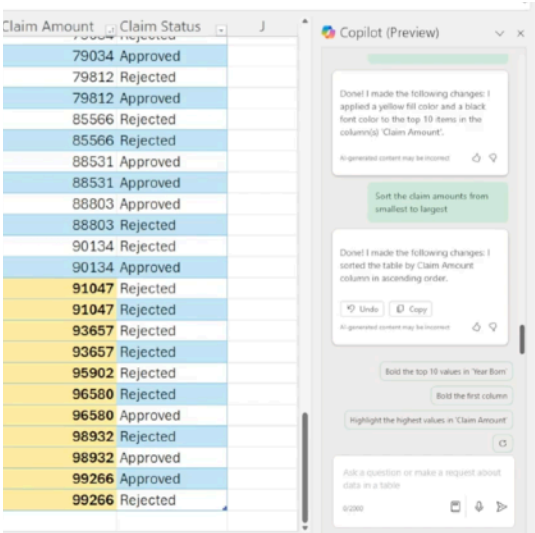 Claim Amount Claim Status J
79034 Approved
79812 Rejected
79812 Approved
85566 Rejected
85566 Rejected
88531 Approved
88531 Approved
88803 Approved
88803 Rejected
90134 Rejected
90134 Approved
91047 Rejected
91047 Rejected
93657 Rejected
93657 Rejected
95902 Rejected
96580 Rejected
96580 Approved
98932 Rejected
98932 Approved
99266 Approved
99266 Rejected
Copilot (Preview)
Done! I made the following changes: I
applied a yellow fill color and a black
font color to the top 10 items in the
column(s) 'Claim Amount'.
AI-generated content may be incorrect
Sort the claim amounts from
smallest to largest
Done! I made the following changes: I
sorted the table by Claim Amount
column in ascending order.
Undo Copy
AI-generated content may be incorrect
Bold the top 10 values in 'Year Born'
Bold the first column
Highlight the highest values in 'Claim Amount'
Ask a question or make a request about
data in a table
0/2000